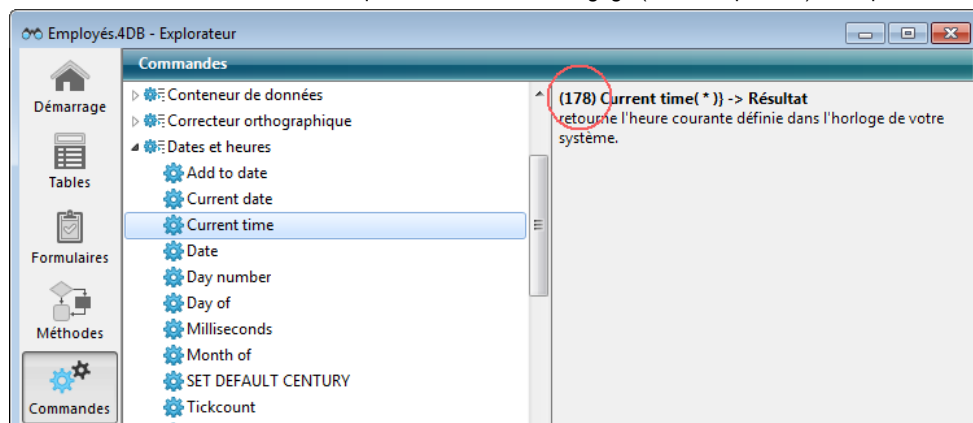 Employés.4DB - Explorateur
Commandes
Démarrage
Tables
Formulaires
Méthodes
Commandes
Conteneur de données
Correcteur orthographique
Dates et heures
Add to date
Current date
Current time
Date
Day number
Day of
Milliseconds
Month of
SET DEFAULT CENTURY
Tickcount
(178) Current time( * )} -> Résultat
retourne l'heure courante définie dans l'horloge de votre
système.